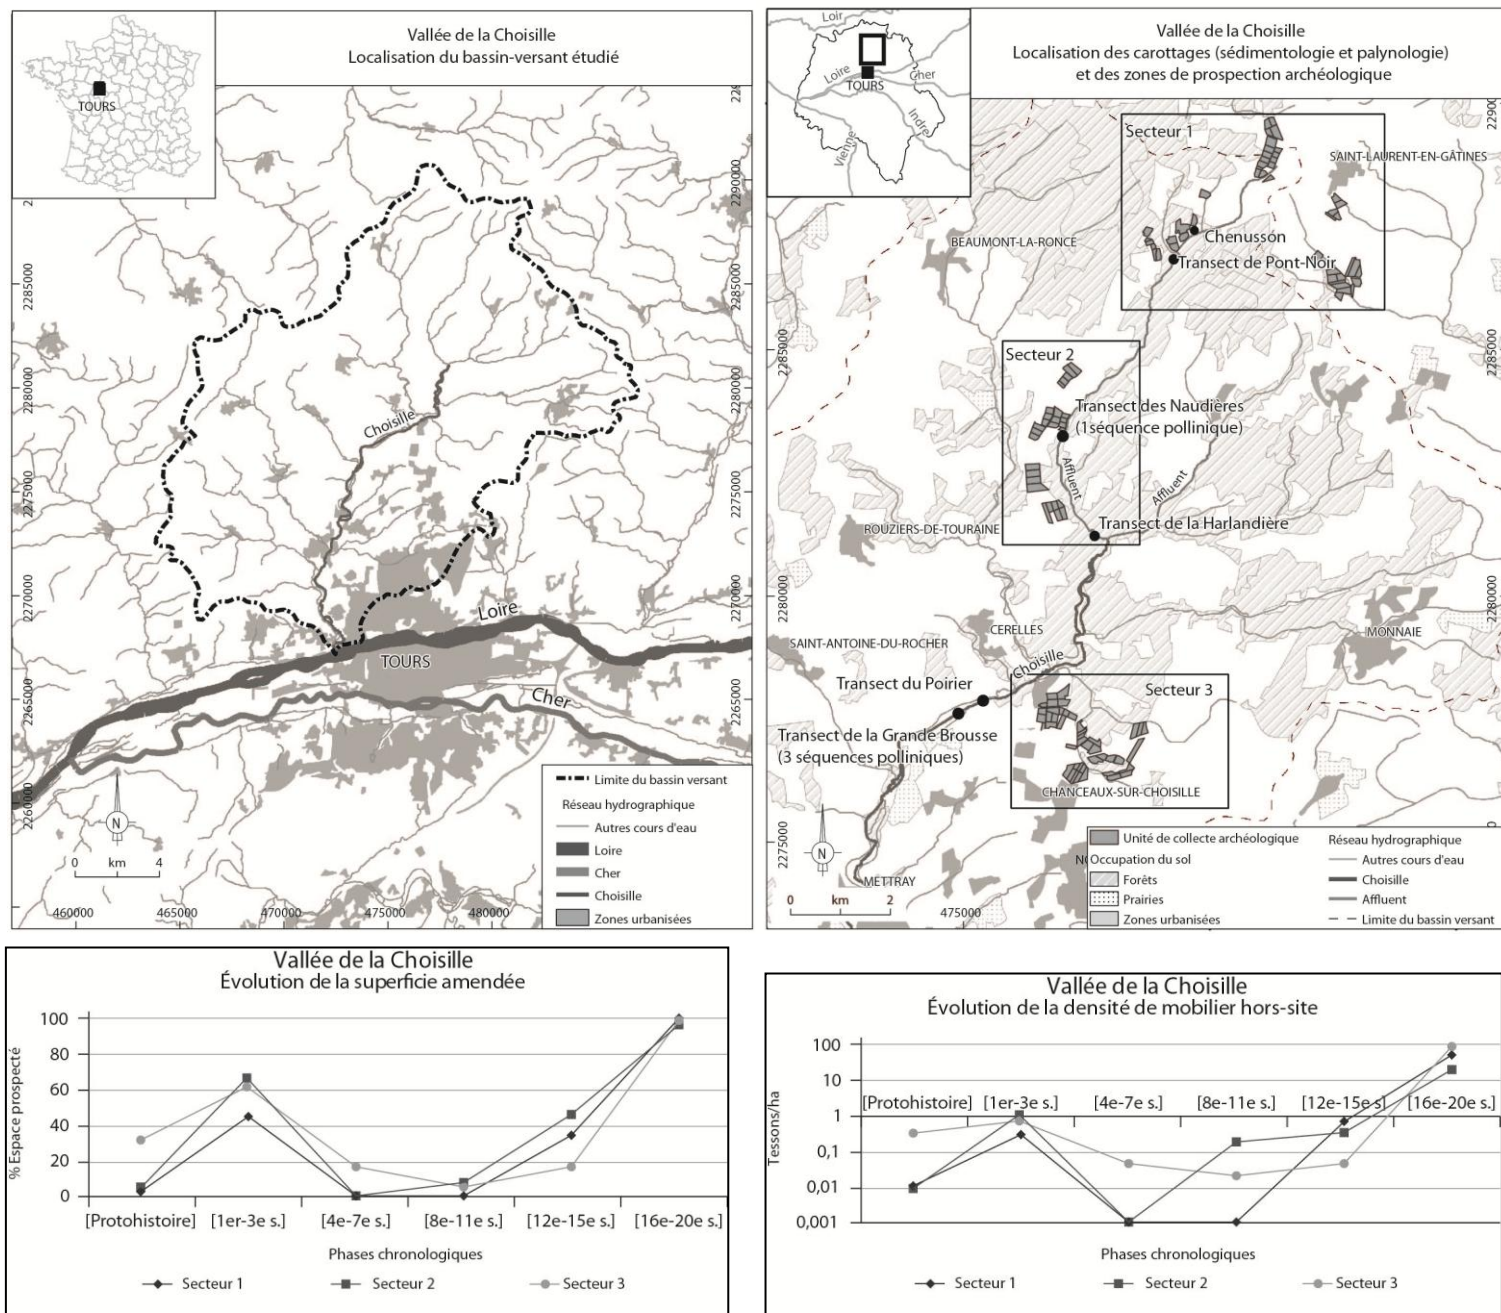 Vallée de la Choisille
Localisation du bassin-versant étudié
TOURS
2290000
2285000
2280000
2275000
2270000
2265000
2260000
2290000
2285000
2280000
2275000
2270000
2265000
Choisille
Loire
TOURS
Cher
0 km 4
N
460000 465000 470000 475000 480000
Limite du bassin versant
Réseau hydrographique
Autres cours d'eau
Loire
Cher
Choisille
Zones urbanisées
Vallée de la Choisille
Localisation des carottages (sédimentologie et palynologie)
et des zones de prospection archéologique
Loir
Loire
Cher
TOURS
Indre
Vienne
Secteur 1
SAINT-LAURENT-EN-GÂTINES
BEAUMONT-LA-RONCE
Chenusson
Transect de Pont-Noir
2285000
2285000
Secteur 2
Transect des Naudières
(1séquence pollinique)
Affluent
Affluent
ROUZIERS-DE-TOURAINE
Transect de la Harlandière
2280000
2280000
SAINT-ANTOINE-DU-ROCHER
CERELLES
MONNAIE
Choisille
Transect du Poirier
Secteur 3
Transect de la Grande Brousse
(3 séquences polliniques)
CHANCEAUX-SUR-CHOISILLE
2275000
N
METTRAY
0 km 2
475000
Unité de collecte archéologique
Occupation du sol
Forêts
Prairies
Zones urbanisées
Réseau hydrographique
Autres cours d'eau
Choisille
Affluent
Limite du bassin versant
Vallée de la Choisille
Évolution de la superficie amendée
% Espace prospecté
100
80
60
40
20
0
[Protohistoire] [1er-3e s.] [4e-7e s.] [8e-11e s.] [12e-15e s.] [16e-20e s.]
Phases chronologiques
Secteur 1 Secteur 2 Secteur 3
Vallée de la Choisille
Évolution de la densité de mobilier hors-site
Tessons/ha
100
10
1
0,1
0,01
0,001
[Protohistoire] [1er-3e s.] [4e-7e s.] [8e-11e s.] [12e-15e s] [16e-20e s.]
Phases chronologiques
Secteur 1 Secteur 2 Secteur 3